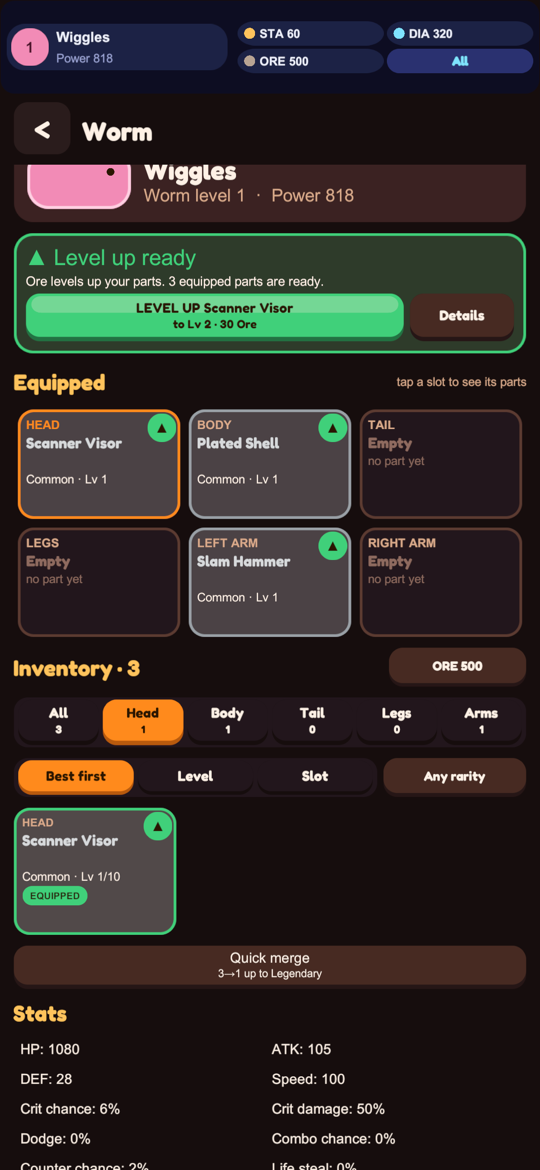 1
Wiggles
Power 818
STA 60
DIA 320
ORE 500
All
<
Worm
Wiggles
Worm level 1 · Power 818
▲ Level up ready
Ore levels up your parts. 3 equipped parts are ready.
LEVEL UP Scanner Visor
to Lv 2 · 30 Ore
Details
Equipped
tap a slot to see its parts
HEAD
▲
Scanner Visor
Common · Lv 1
BODY
▲
Plated Shell
Common · Lv 1
TAIL
Empty
no part yet
LEGS
Empty
no part yet
LEFT ARM
▲
Slam Hammer
Common · Lv 1
RIGHT ARM
Empty
no part yet
Inventory · 3
ORE 500
All
3
Head
1
Body
1
Tail
0
Legs
0
Arms
1
Best first
Level
Slot
Any rarity
HEAD
▲
Scanner Visor
Common · Lv 1/10
EQUIPPED
Quick merge
3→1 up to Legendary
Stats
HP: 1080
ATK: 105
DEF: 28
Speed: 100
Crit chance: 6%
Crit damage: 50%
Dodge: 0%
Combo chance: 0%
Counter chance: 2%
Life steal: 0%